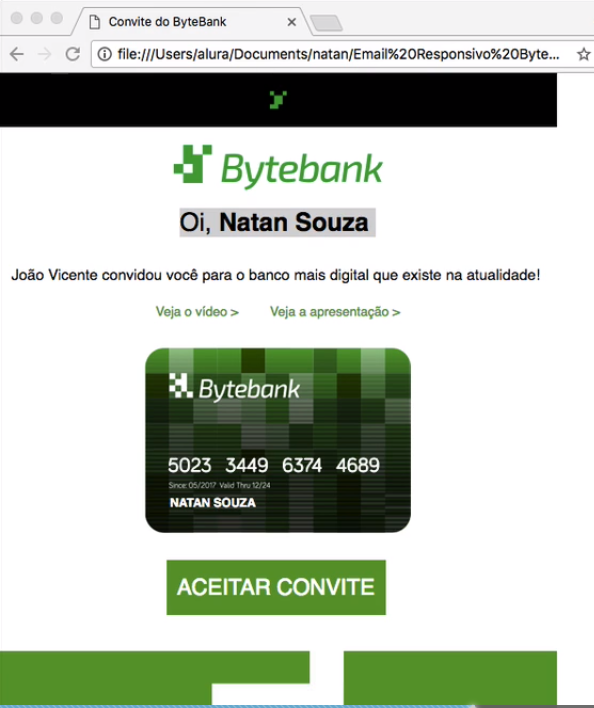 Convite do ByteBank
file:///Users/alura/Documents/natan/Email%20Responsivo%20Byte...
Bytebank
Oi, Natan Souza
João Vicente convidou você para o banco mais digital que existe na atualidade!
Veja o vídeo > Veja a apresentação >
Bytebank
5023 3449 6374 4689
Since: 05/2017 Valid Thru 12/24
NATAN SOUZA
ACEITAR CONVITE